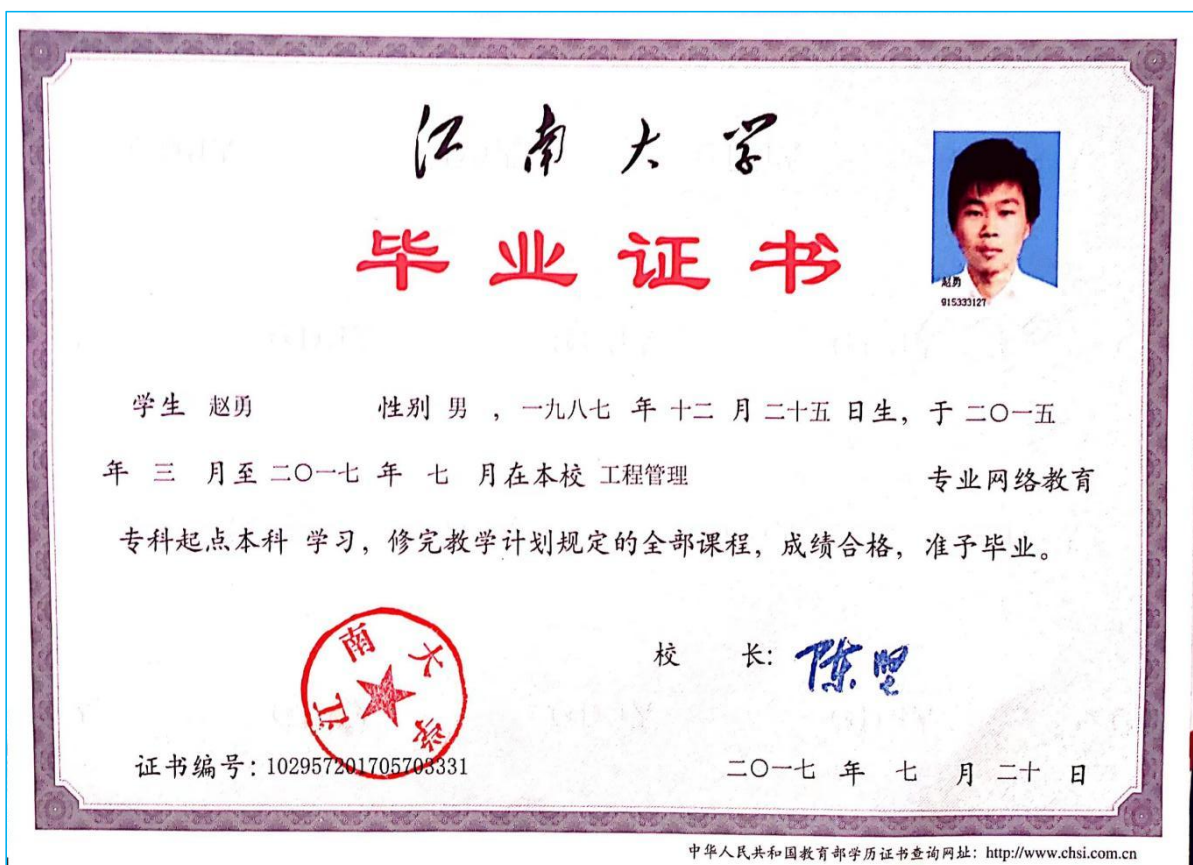 江南大学
毕业证书
赵勇
915333127
学生 赵勇 性别 男 ，一九八七 年 十二 月 二十五 日生，于 二〇一五
年 三 月至 二〇一七 年 七 月在本校 工程管理 专业网络教育
专科起点本科 学习，修完教学计划规定的全部课程，成绩合格，准予毕业。
江南大学
校 长：陈坚
证书编号：102957201705703331
二〇一七 年 七 月 二十 日
中华人民共和国教育部学历证书查询网址：http://www.chsi.com.cn